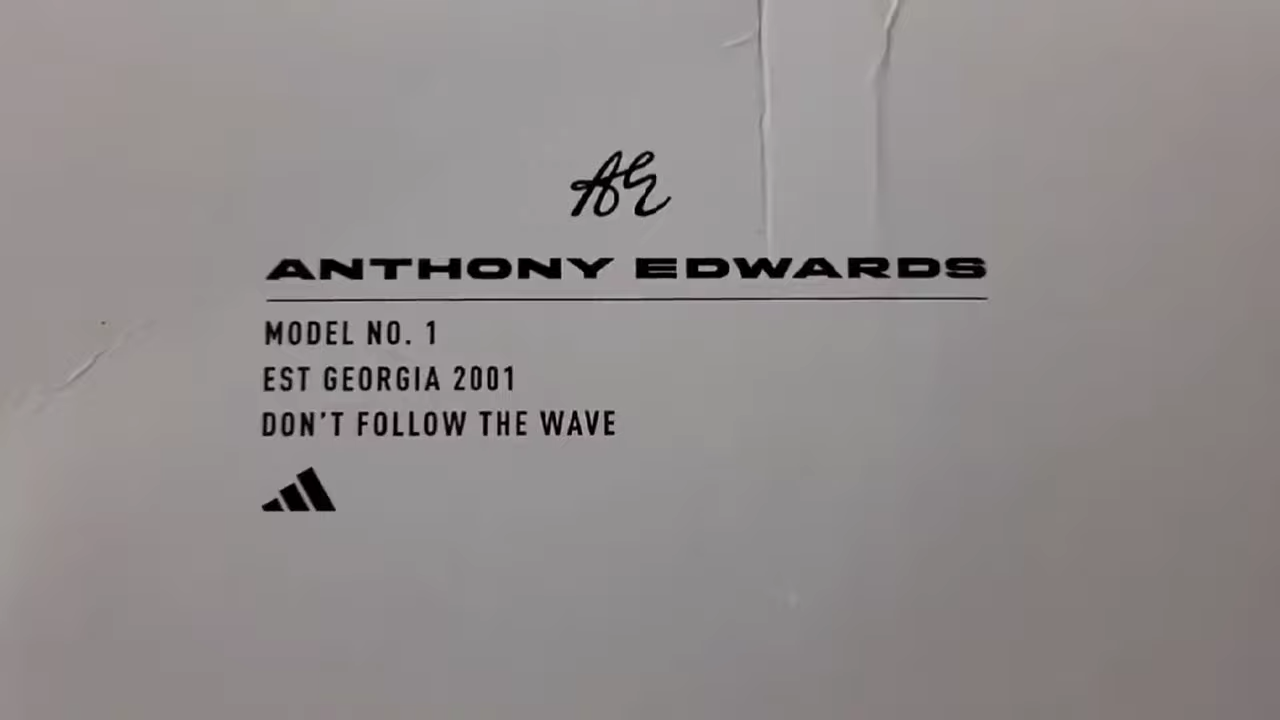 AE
ANTHONY EDWARDS
MODEL NO. 1
EST GEORGIA 2001
DON'T FOLLOW THE WAVE